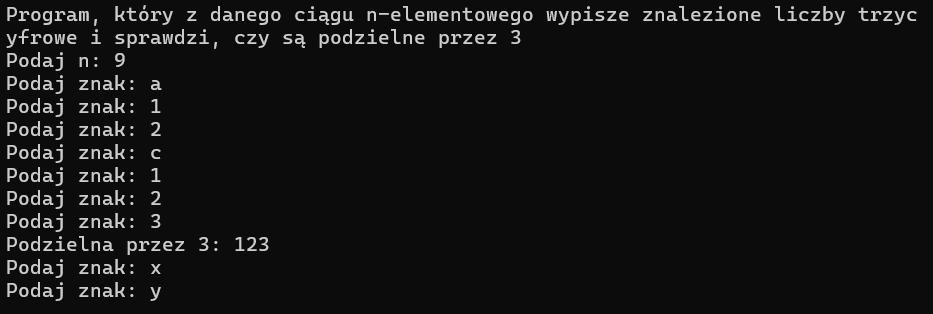 Program, który z danego ciągu n-elementowego wypisze znalezione liczby trzyc
yfrowe i sprawdzi, czy są podzielne przez 3
Podaj n: 9
Podaj znak: a
Podaj znak: 1
Podaj znak: 2
Podaj znak: c
Podaj znak: 1
Podaj znak: 2
Podaj znak: 3
Podzielna przez 3: 123
Podaj znak: x
Podaj znak: y